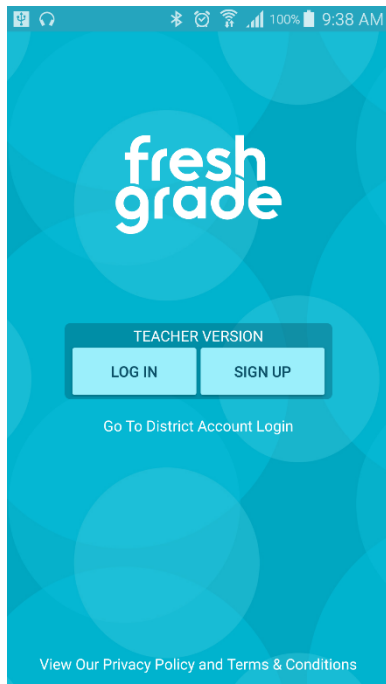 100% 9:38 AM
fresh
grade
TEACHER VERSION
LOG IN SIGN UP
Go To District Account Login
View Our Privacy Policy and Terms & Conditions